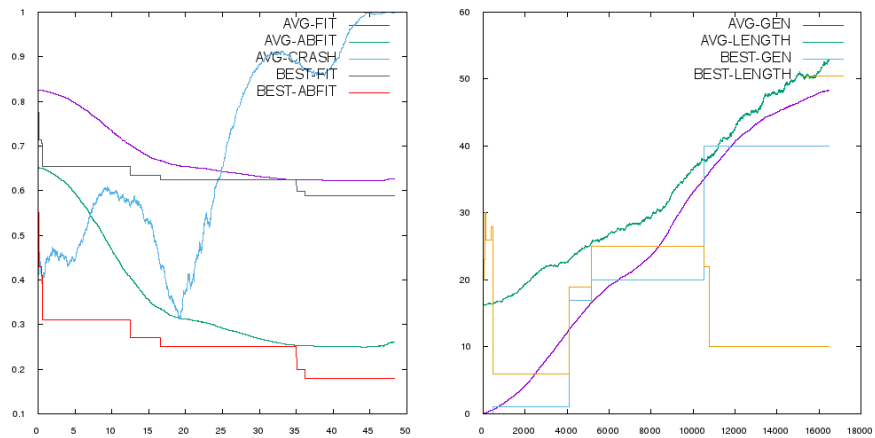 1
0.9
0.8
0.7
0.6
0.5
0.4
0.3
0.2
0.1
0 5 10 15 20 25 30 35 40 45 50
AVG-FIT
AVG-ABFIT
AVG-CRASH
BEST-FIT
BEST-ABFIT
60
50
40
30
20
10
0
0 2000 4000 6000 8000 10000 12000 14000 16000 18000
AVG-GEN
AVG-LENGTH
BEST-GEN
BEST-LENGTH